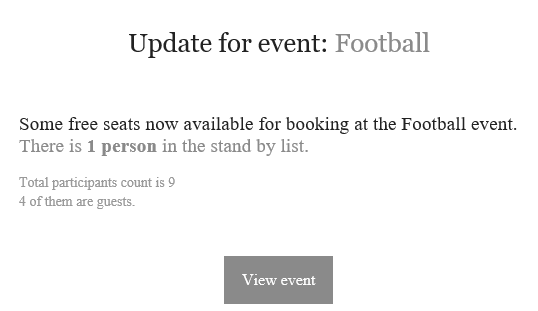 Update for event: Football
Some free seats now available for booking at the Football event.
There is 1 person in the stand by list.
Total participants count is 9
4 of them are guests.
View event